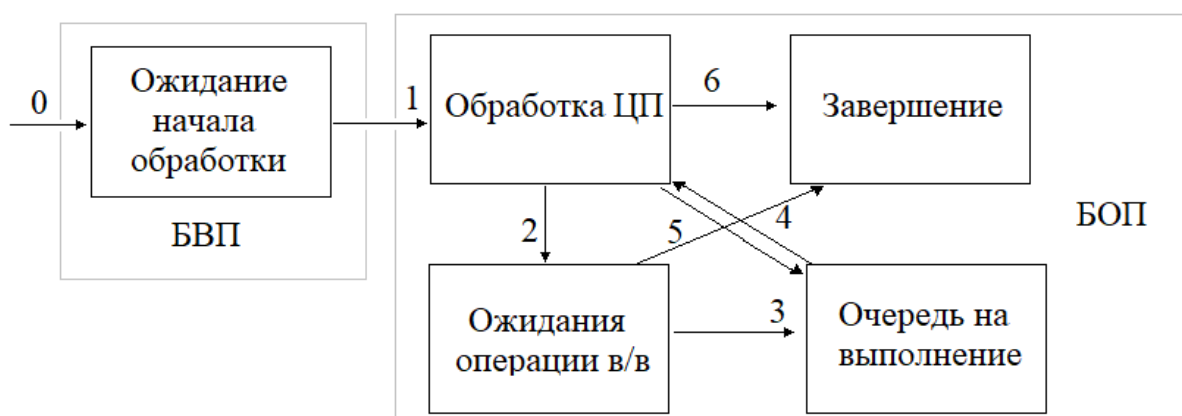 0
Ожидание
начала
обработки
БВП
1
Обработка ЦП
6
Завершение
2
5
4
БОП
Ожидания
операции в/в
3
Очередь на
выполнение